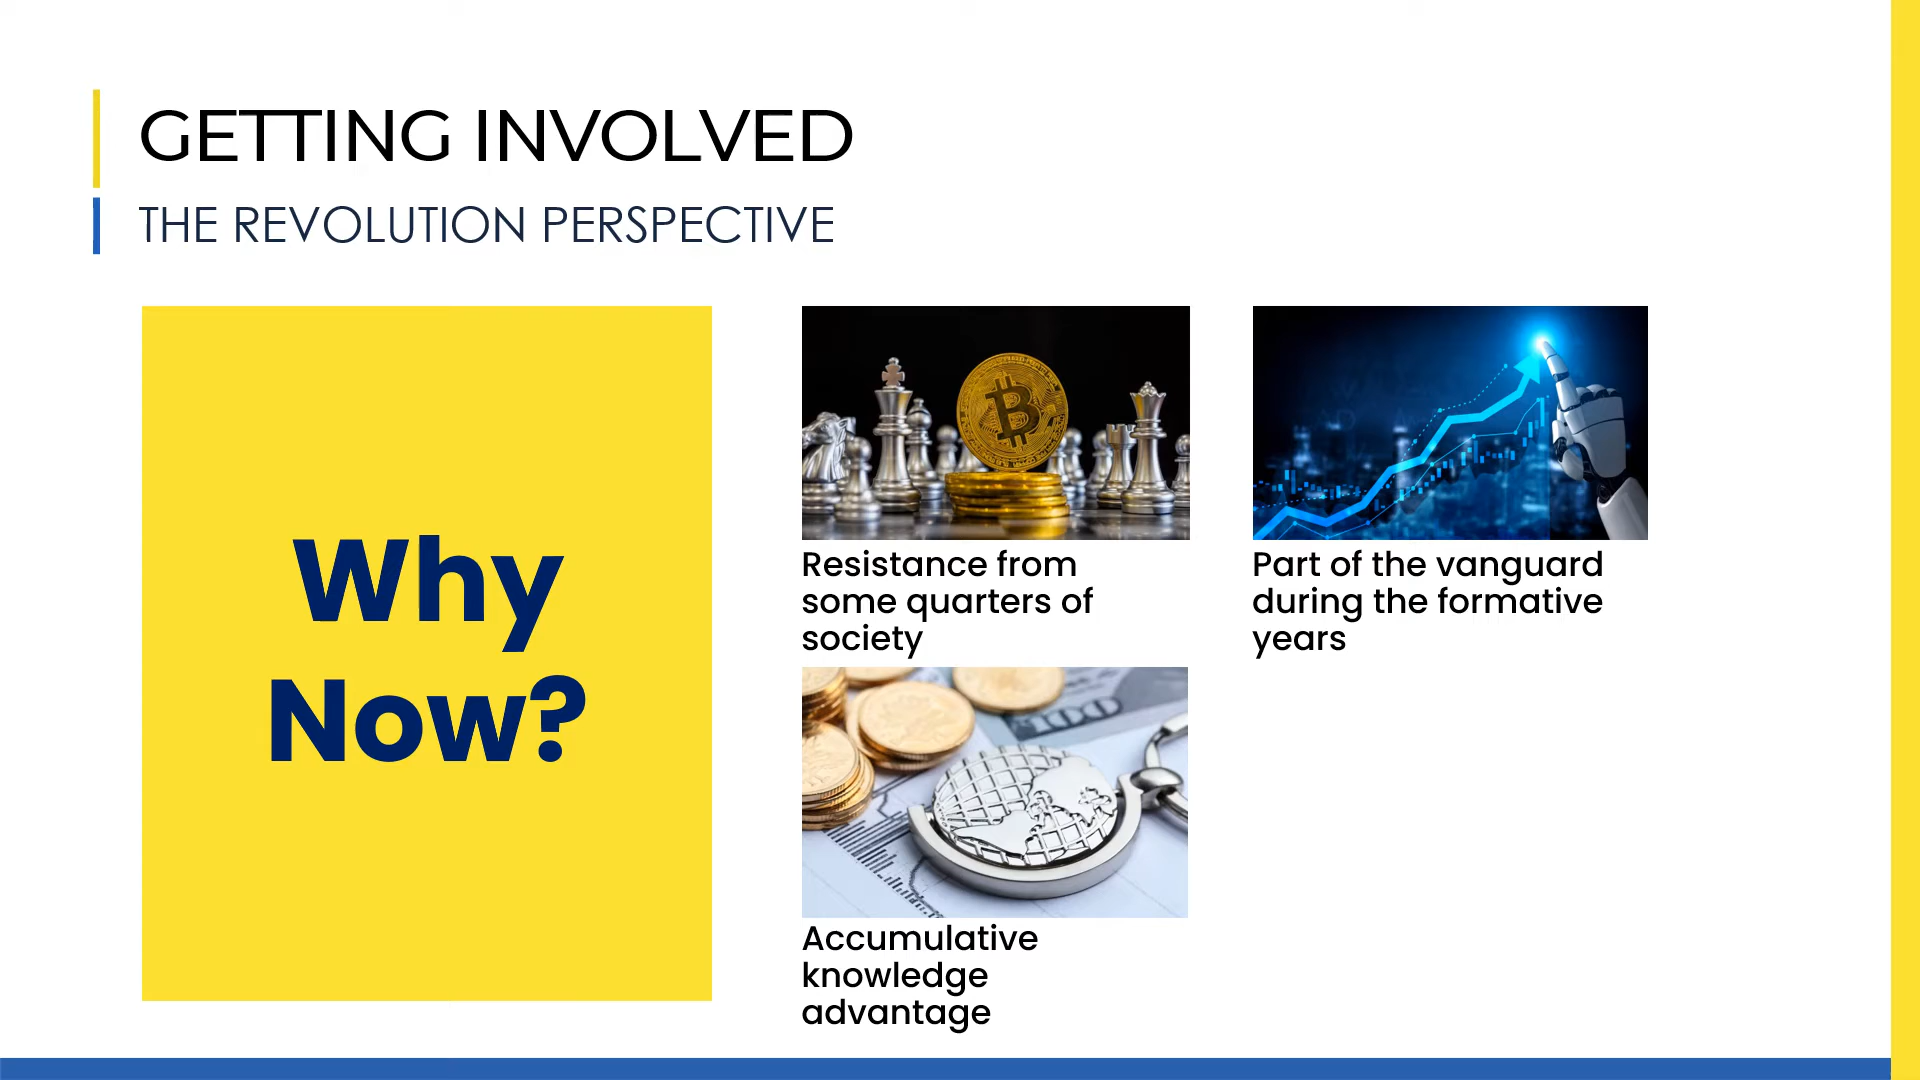 GETTING INVOLVED
THE REVOLUTION PERSPECTIVE
Why
Now?
Resistance from
some quarters of
society
Part of the vanguard
during the formative
years
100
Accumulative
knowledge
advantage